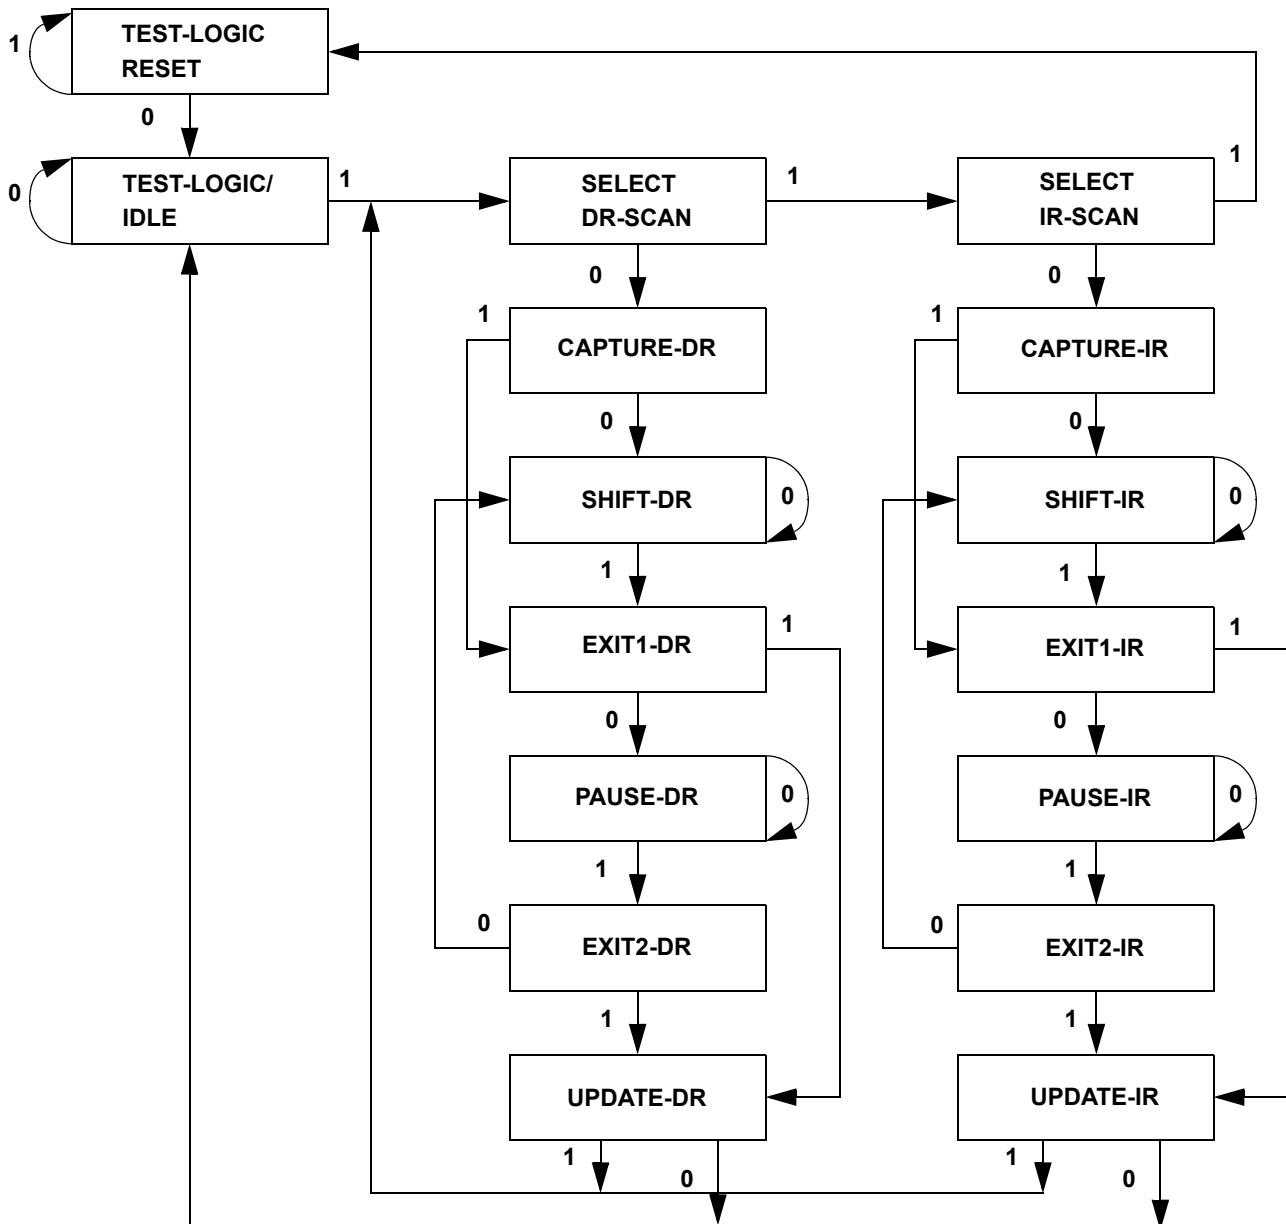 TEST-LOGIC
RESET
1
0
TEST-LOGIC/
IDLE
0
1
SELECT
DR-SCAN
1
SELECT
IR-SCAN
1
0
0
1
CAPTURE-DR
1
CAPTURE-IR
0
0
SHIFT-DR
0
SHIFT-IR
0
1
1
EXIT1-DR
1
EXIT1-IR
1
0
0
PAUSE-DR
0
PAUSE-IR
0
1
1
0
EXIT2-DR
0
EXIT2-IR
1
1
UPDATE-DR
UPDATE-IR
1
0
1
0